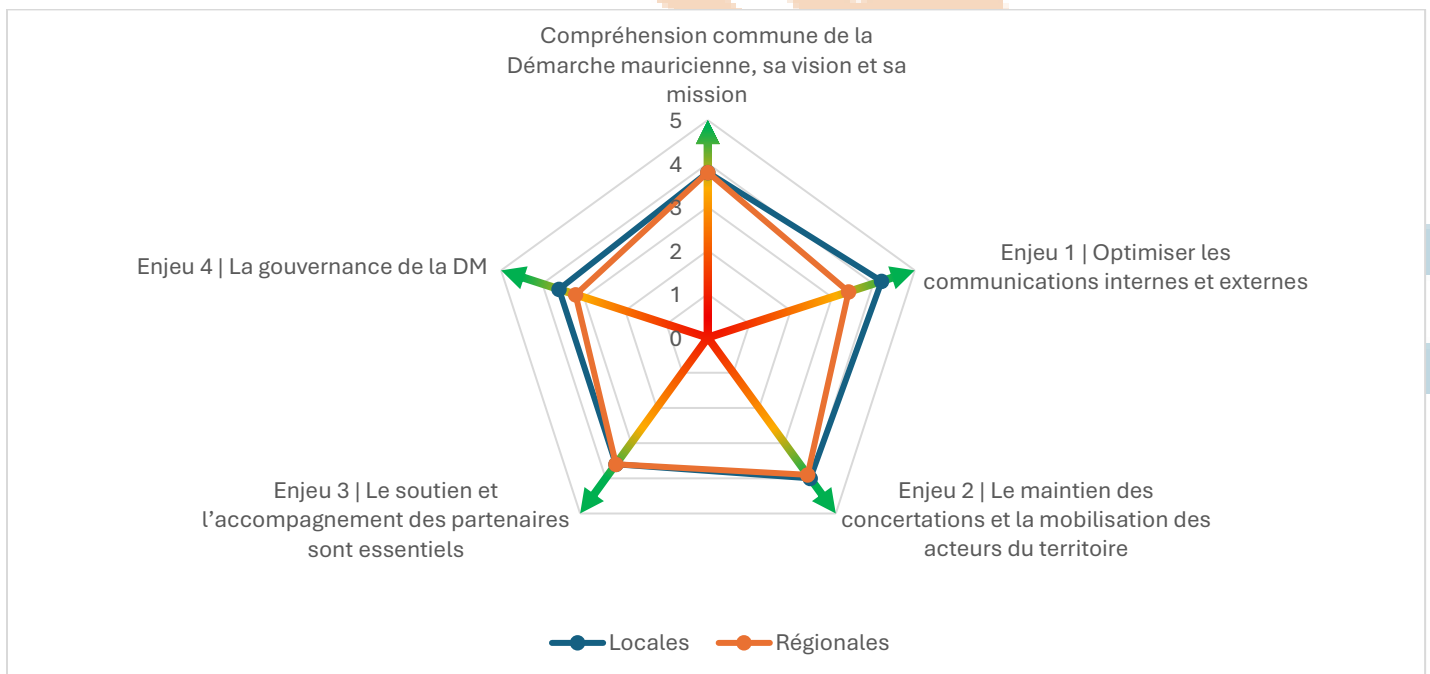 Compréhension commune de la
Démarche mauricienne, sa vision et sa
mission
5
4
3
2
1
0
Enjeu 1 | Optimiser les
communications internes et externes
Enjeu 2 | Le maintien des
concertations et la mobilisation des
acteurs du territoire
Enjeu 3 | Le soutien et
l’accompagnement des partenaires
sont essentiels
Enjeu 4 | La gouvernance de la DM
Locales
Régionales